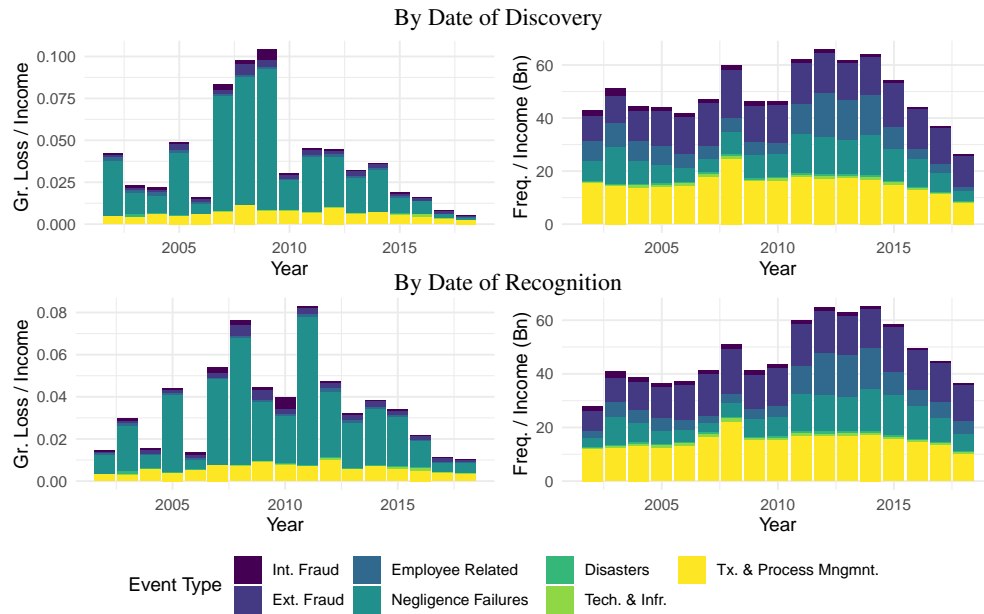 By Date of Discovery
Gr. Loss / Income
0.100
0.075
0.050
0.025
0.000
2005
2010
2015
Year
Freq. / Income (Bn)
60
40
20
0
2005
2010
2015
Year
By Date of Recognition
Gr. Loss / Income
0.08
0.06
0.04
0.02
0.00
2005
2010
2015
Year
Freq. / Income (Bn)
60
40
20
0
2005
2010
2015
Year
Event Type
Int. Fraud
Employee Related
Disasters
Tx. & Process Mngmnt.
Ext. Fraud
Negligence Failures
Tech. & Infr.